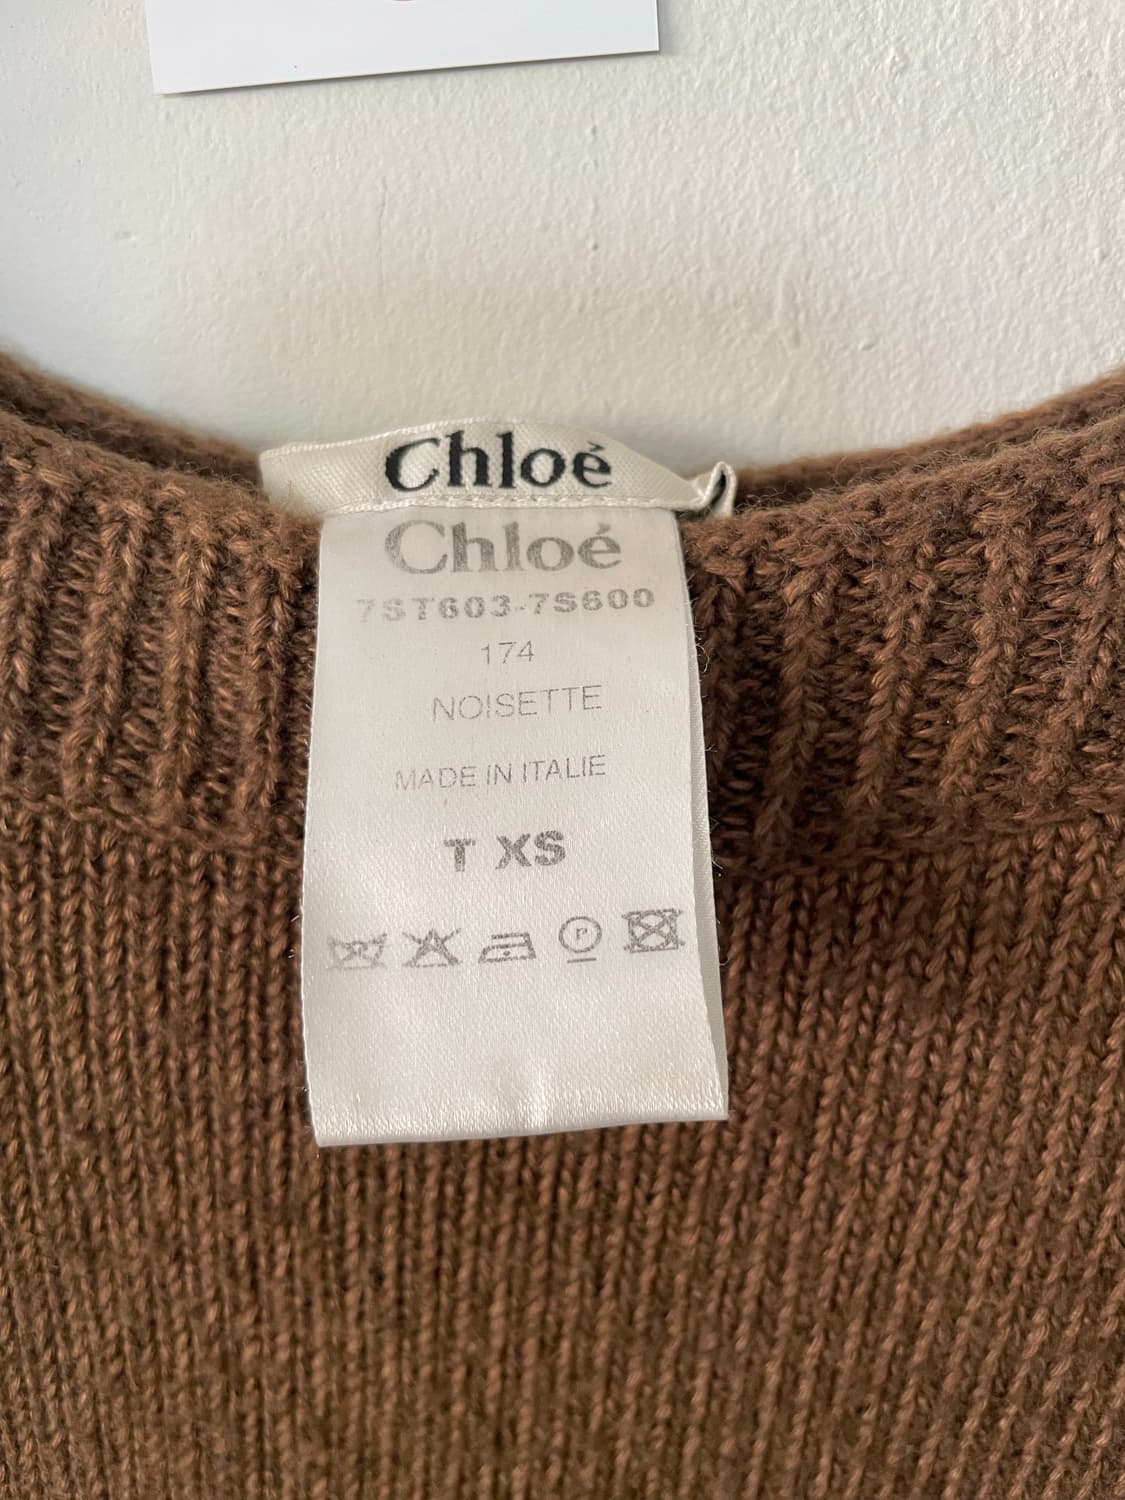 Chloé
Chloé
7ST603-7S600
174
NOISETTE
MADE IN ITALIE
T XS
P